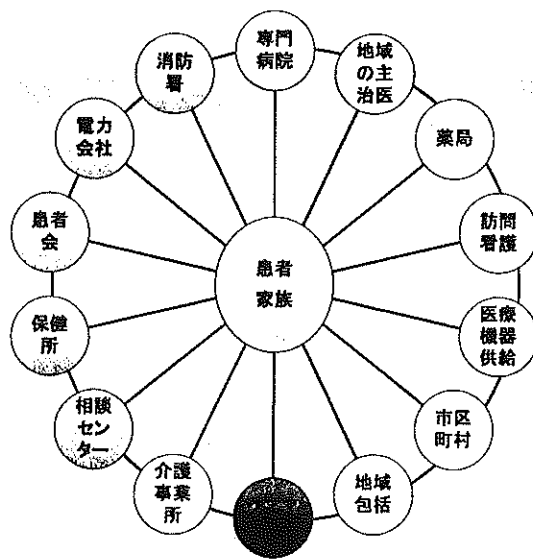 専門
病院
地域
の主
治医
薬局
訪問
看護
医療
機器
供給
市区
町村
地域
包括
介護
事業
所
相談
セン
ター
保健
所
患者
会
電力
会社
消防
署
患者
家族